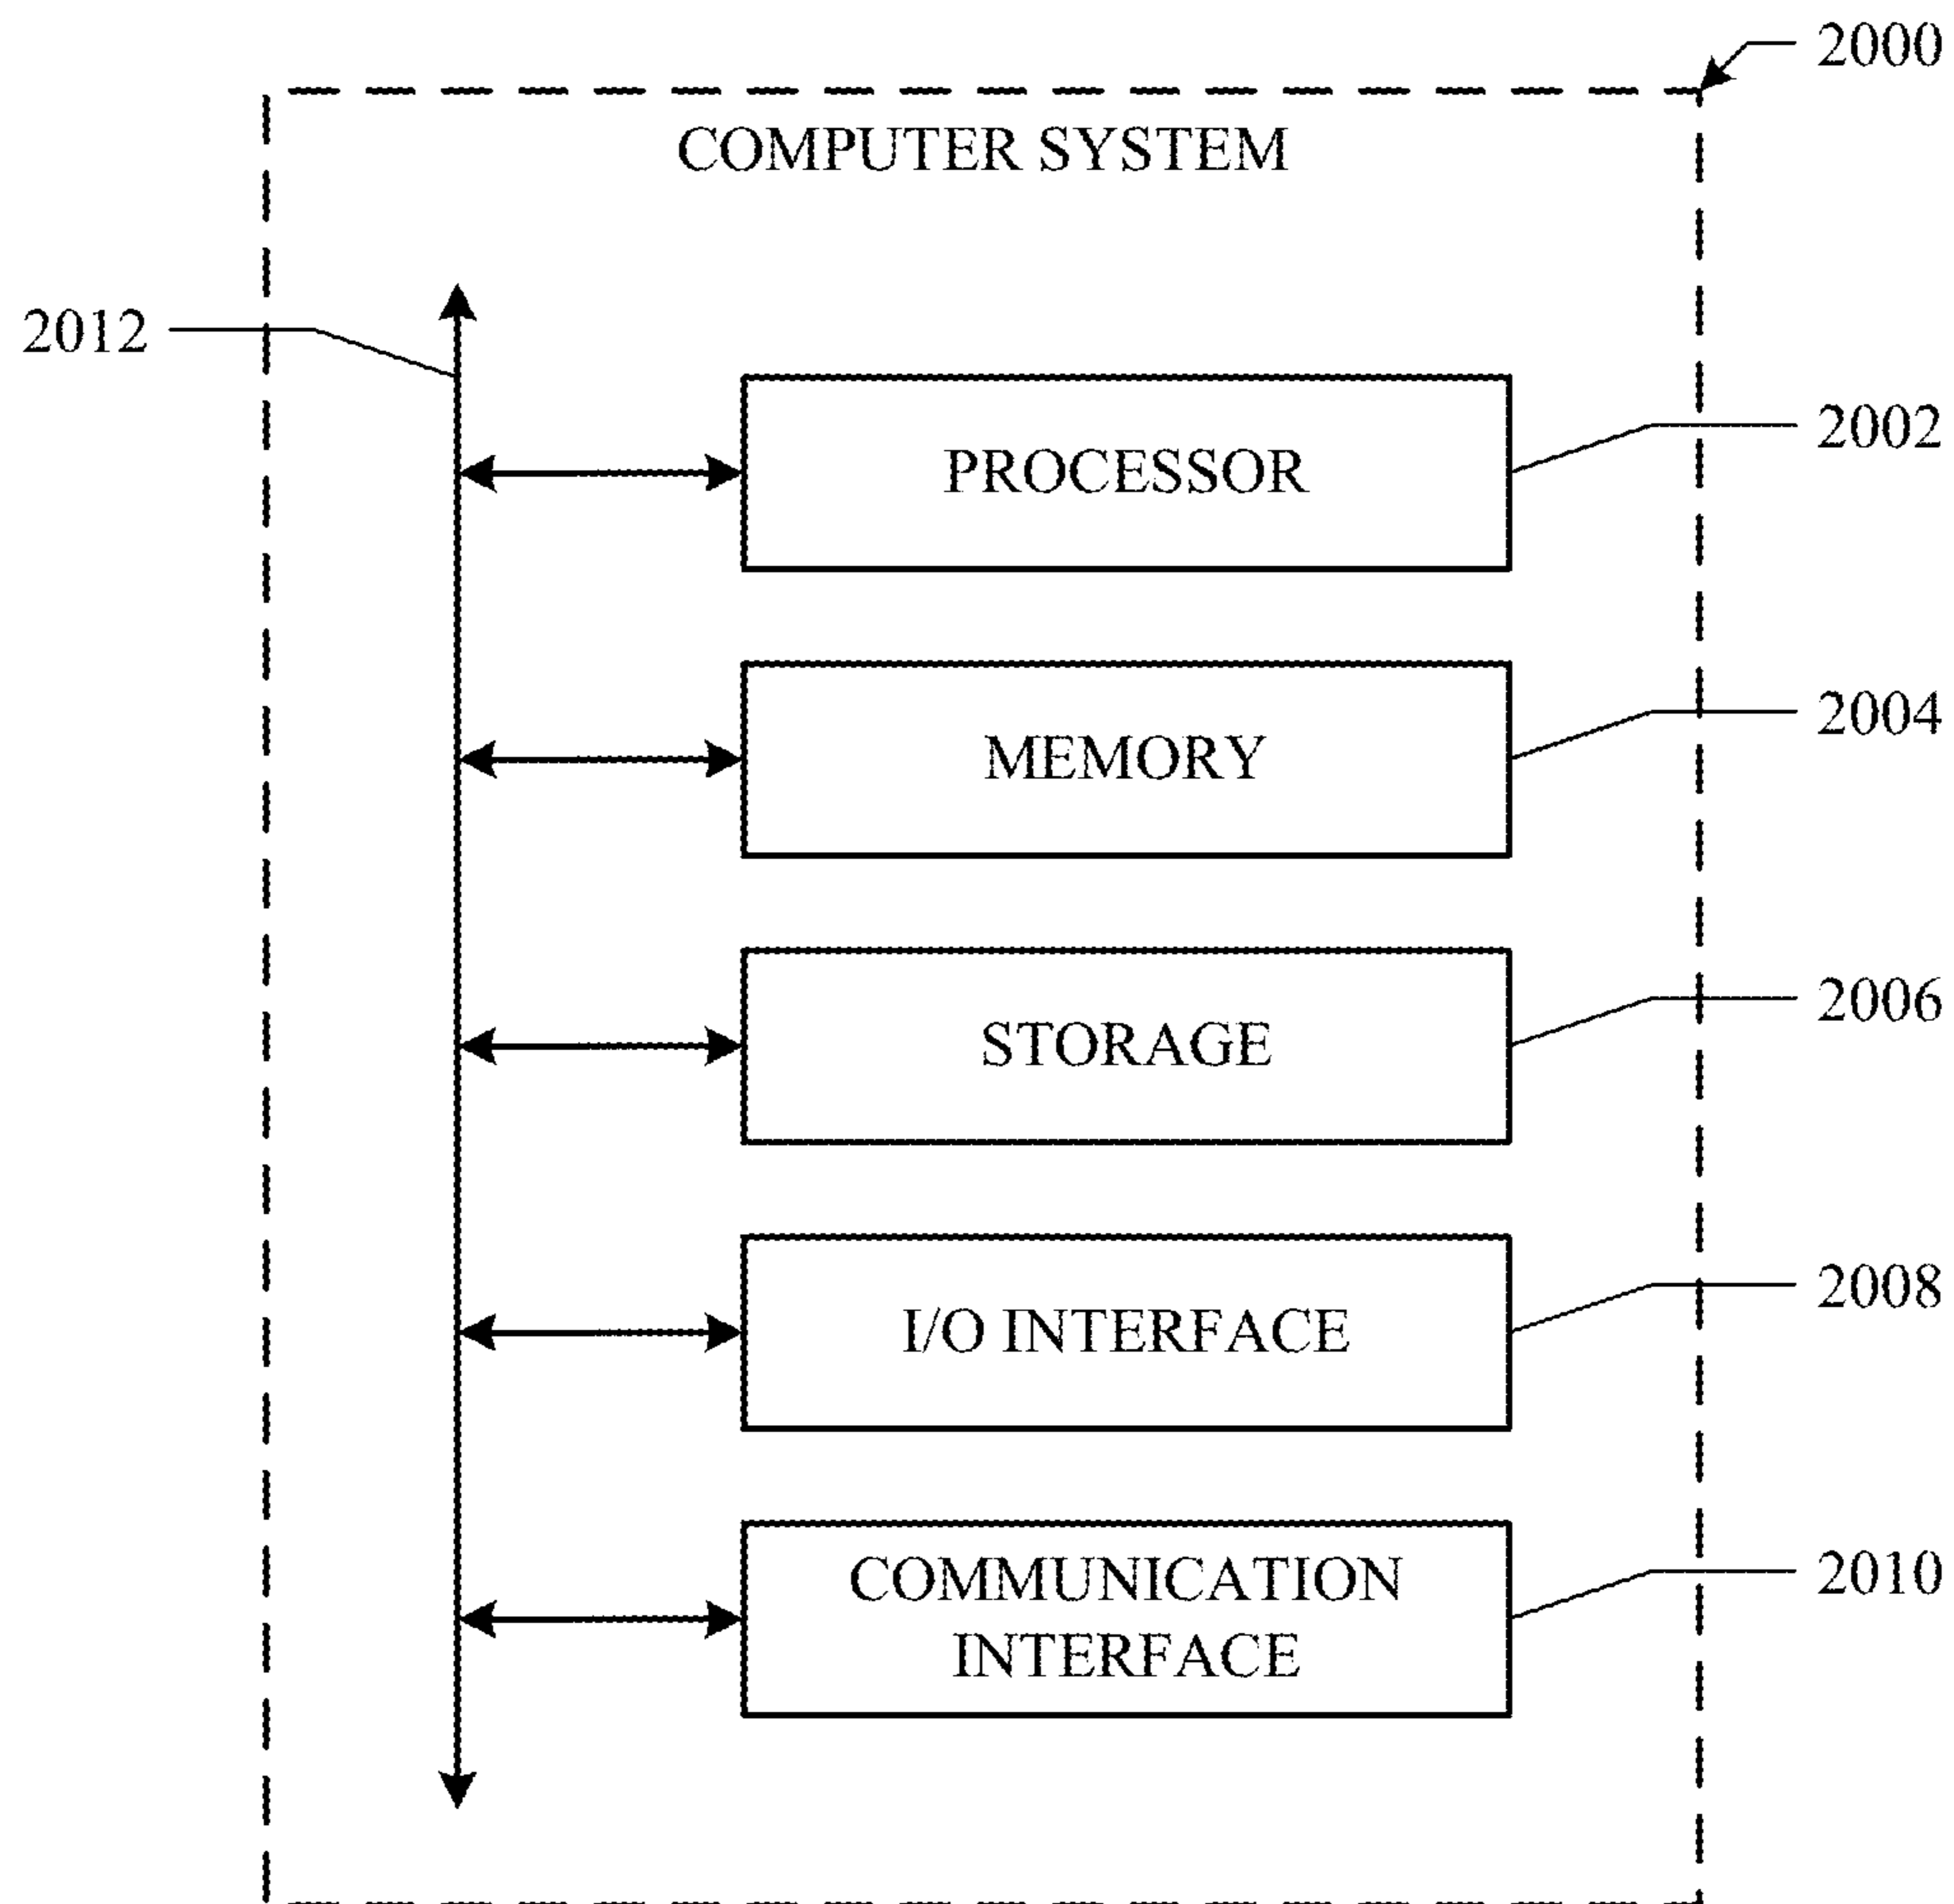 2000
COMPUTER SYSTEM
2012
2002
PROCESSOR
2004
MEMORY
2006
STORAGE
2008
I/O INTERFACE
2010
COMMUNICATION
INTERFACE